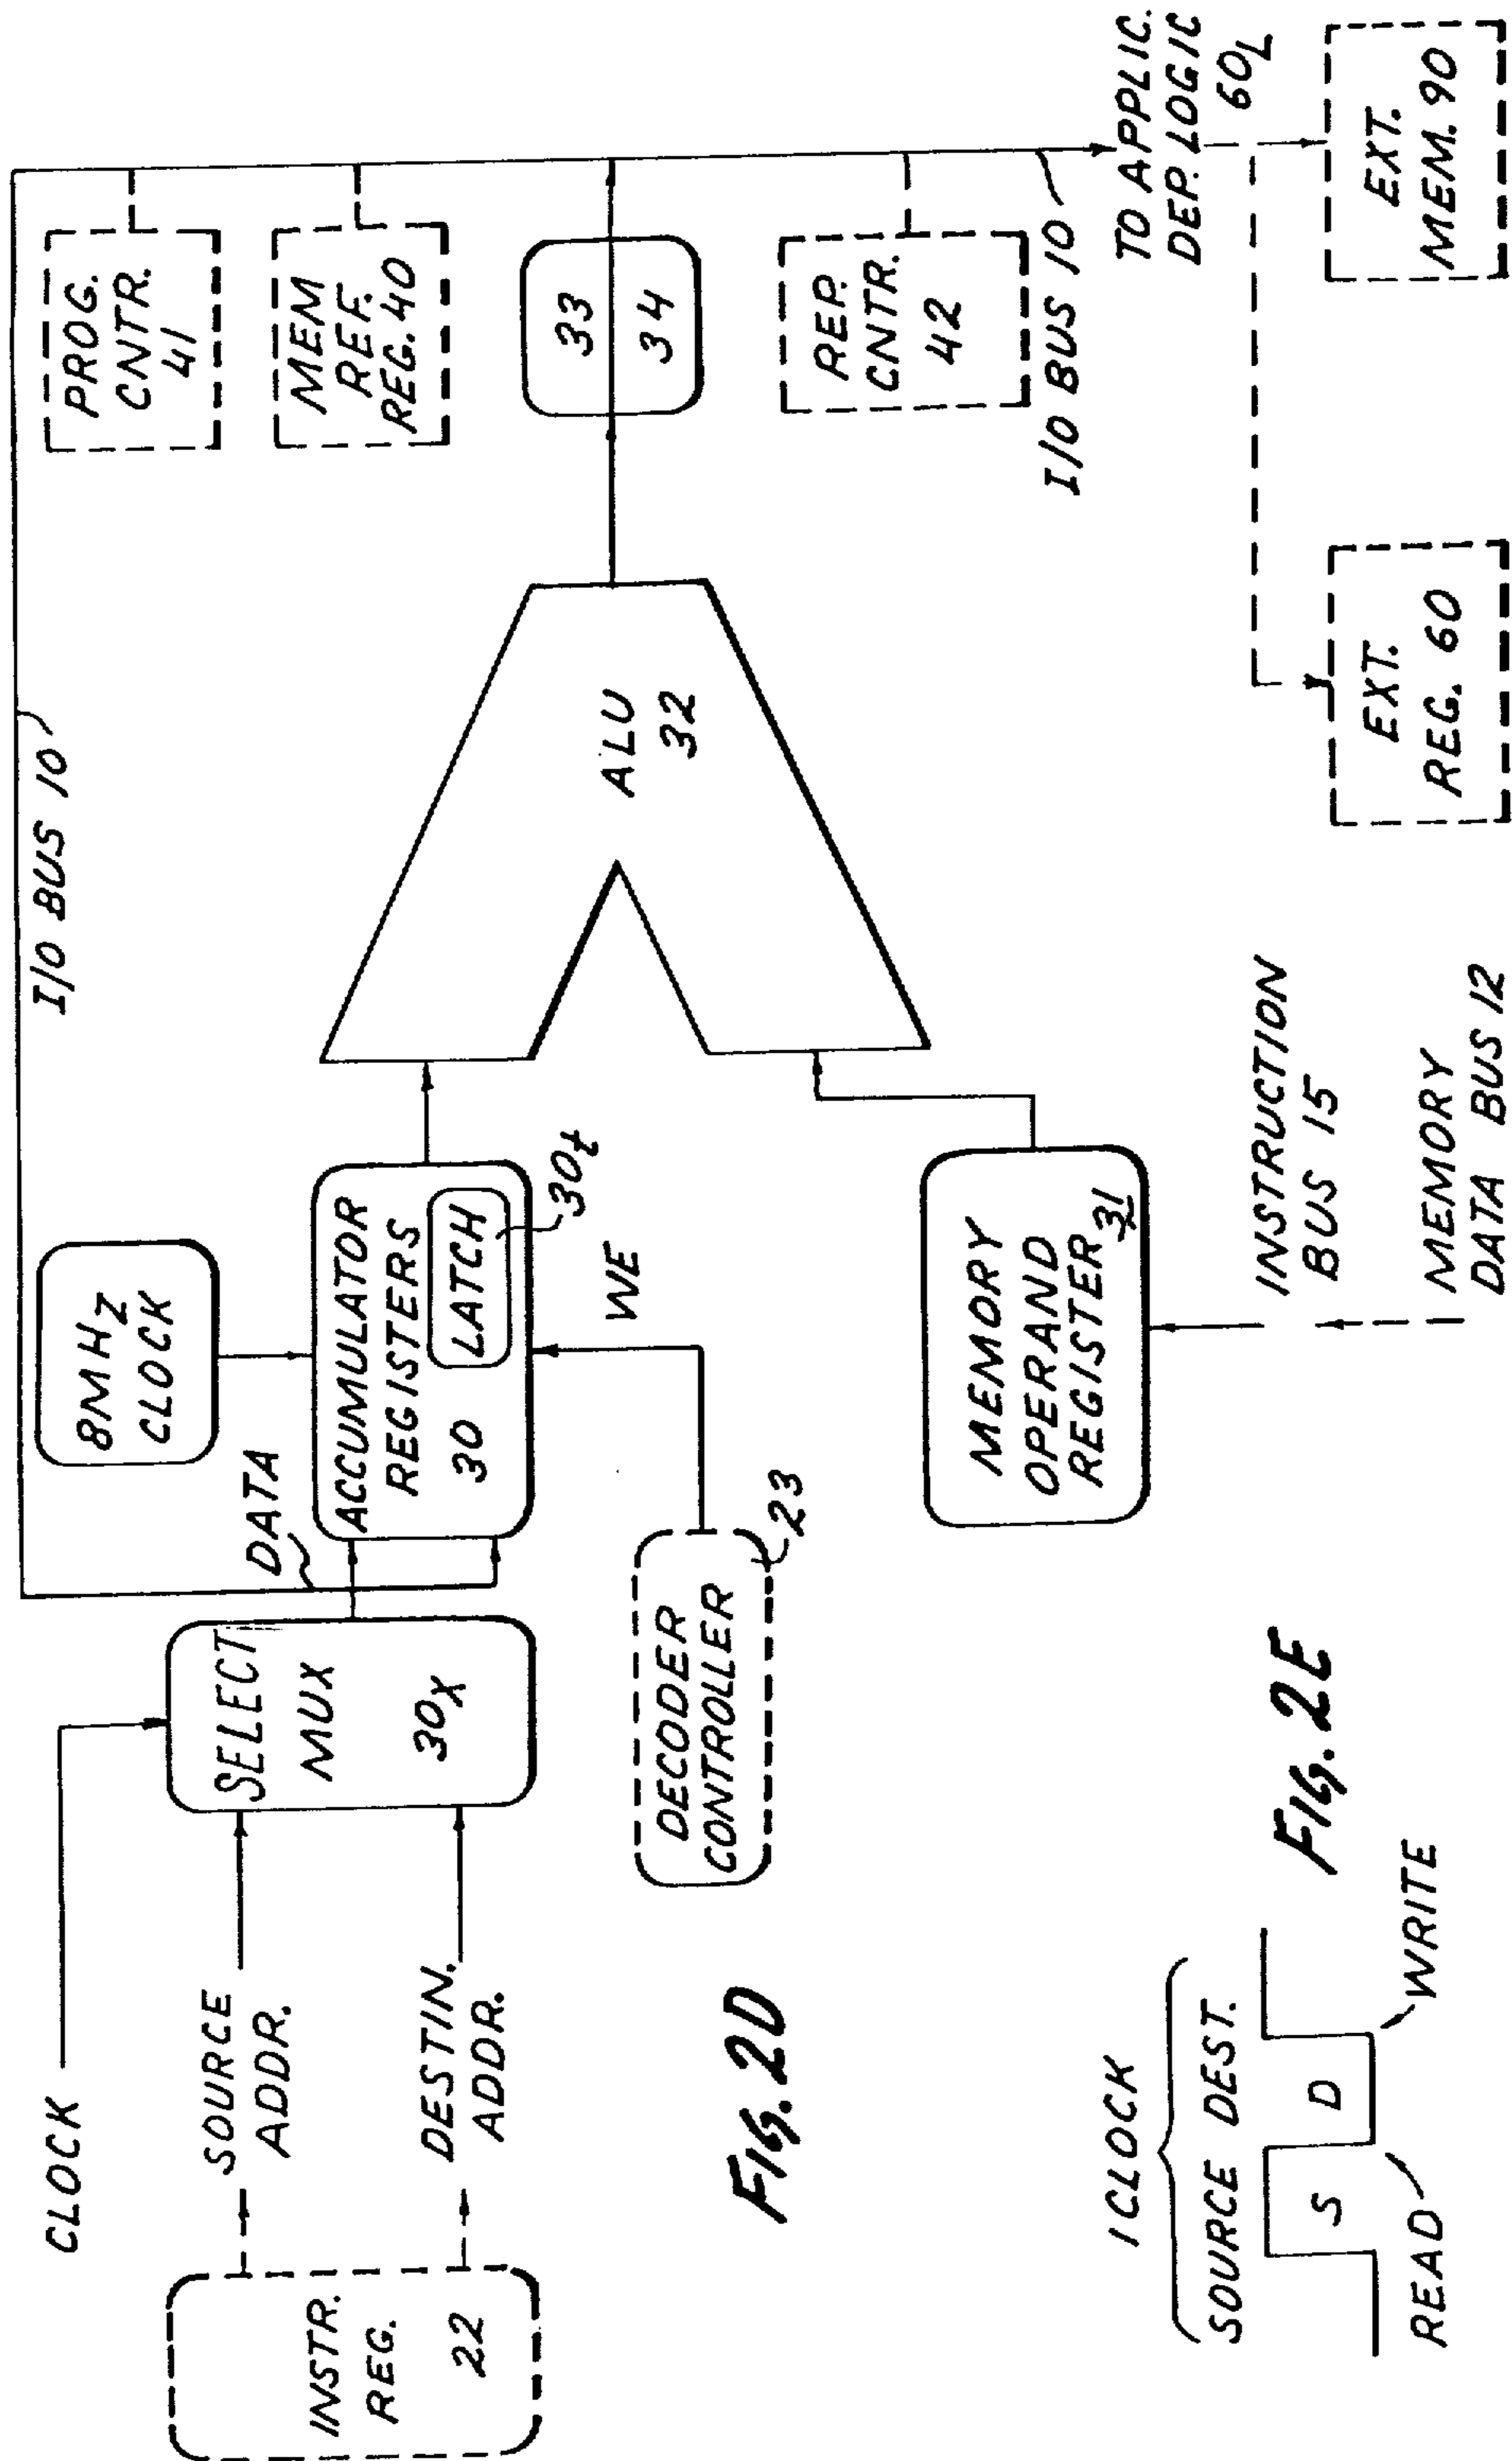 CLOCK
INSTR.
REG.
22
SOURCE
ADDR.
DESTIN.
ADDR.
SELECT
MUX
30x
DATA
8MHz
CLOCK
ACCUMULATOR
REGISTERS
30
LATCH
30t
WE
DECODER
CONTROLLER
23
MEMORY
OPERAND
REGISTER 31
INSTRUCTION
BUS 15
MEMORY
DATA BUS 12
I/O BUS 10
ALU
32
PROG.
CNTR.
41
MEM
REF.
REG. 40
33
34
REP.
CNTR.
42
I/O BUS 10
TO APPLIC.
DEP. LOGIC
60L
EXT.
REG. 60
EXT.
MEM. 90
FIG. 2D
1 CLOCK
SOURCE DEST.
S D
READ
WRITE
FIG. 2E